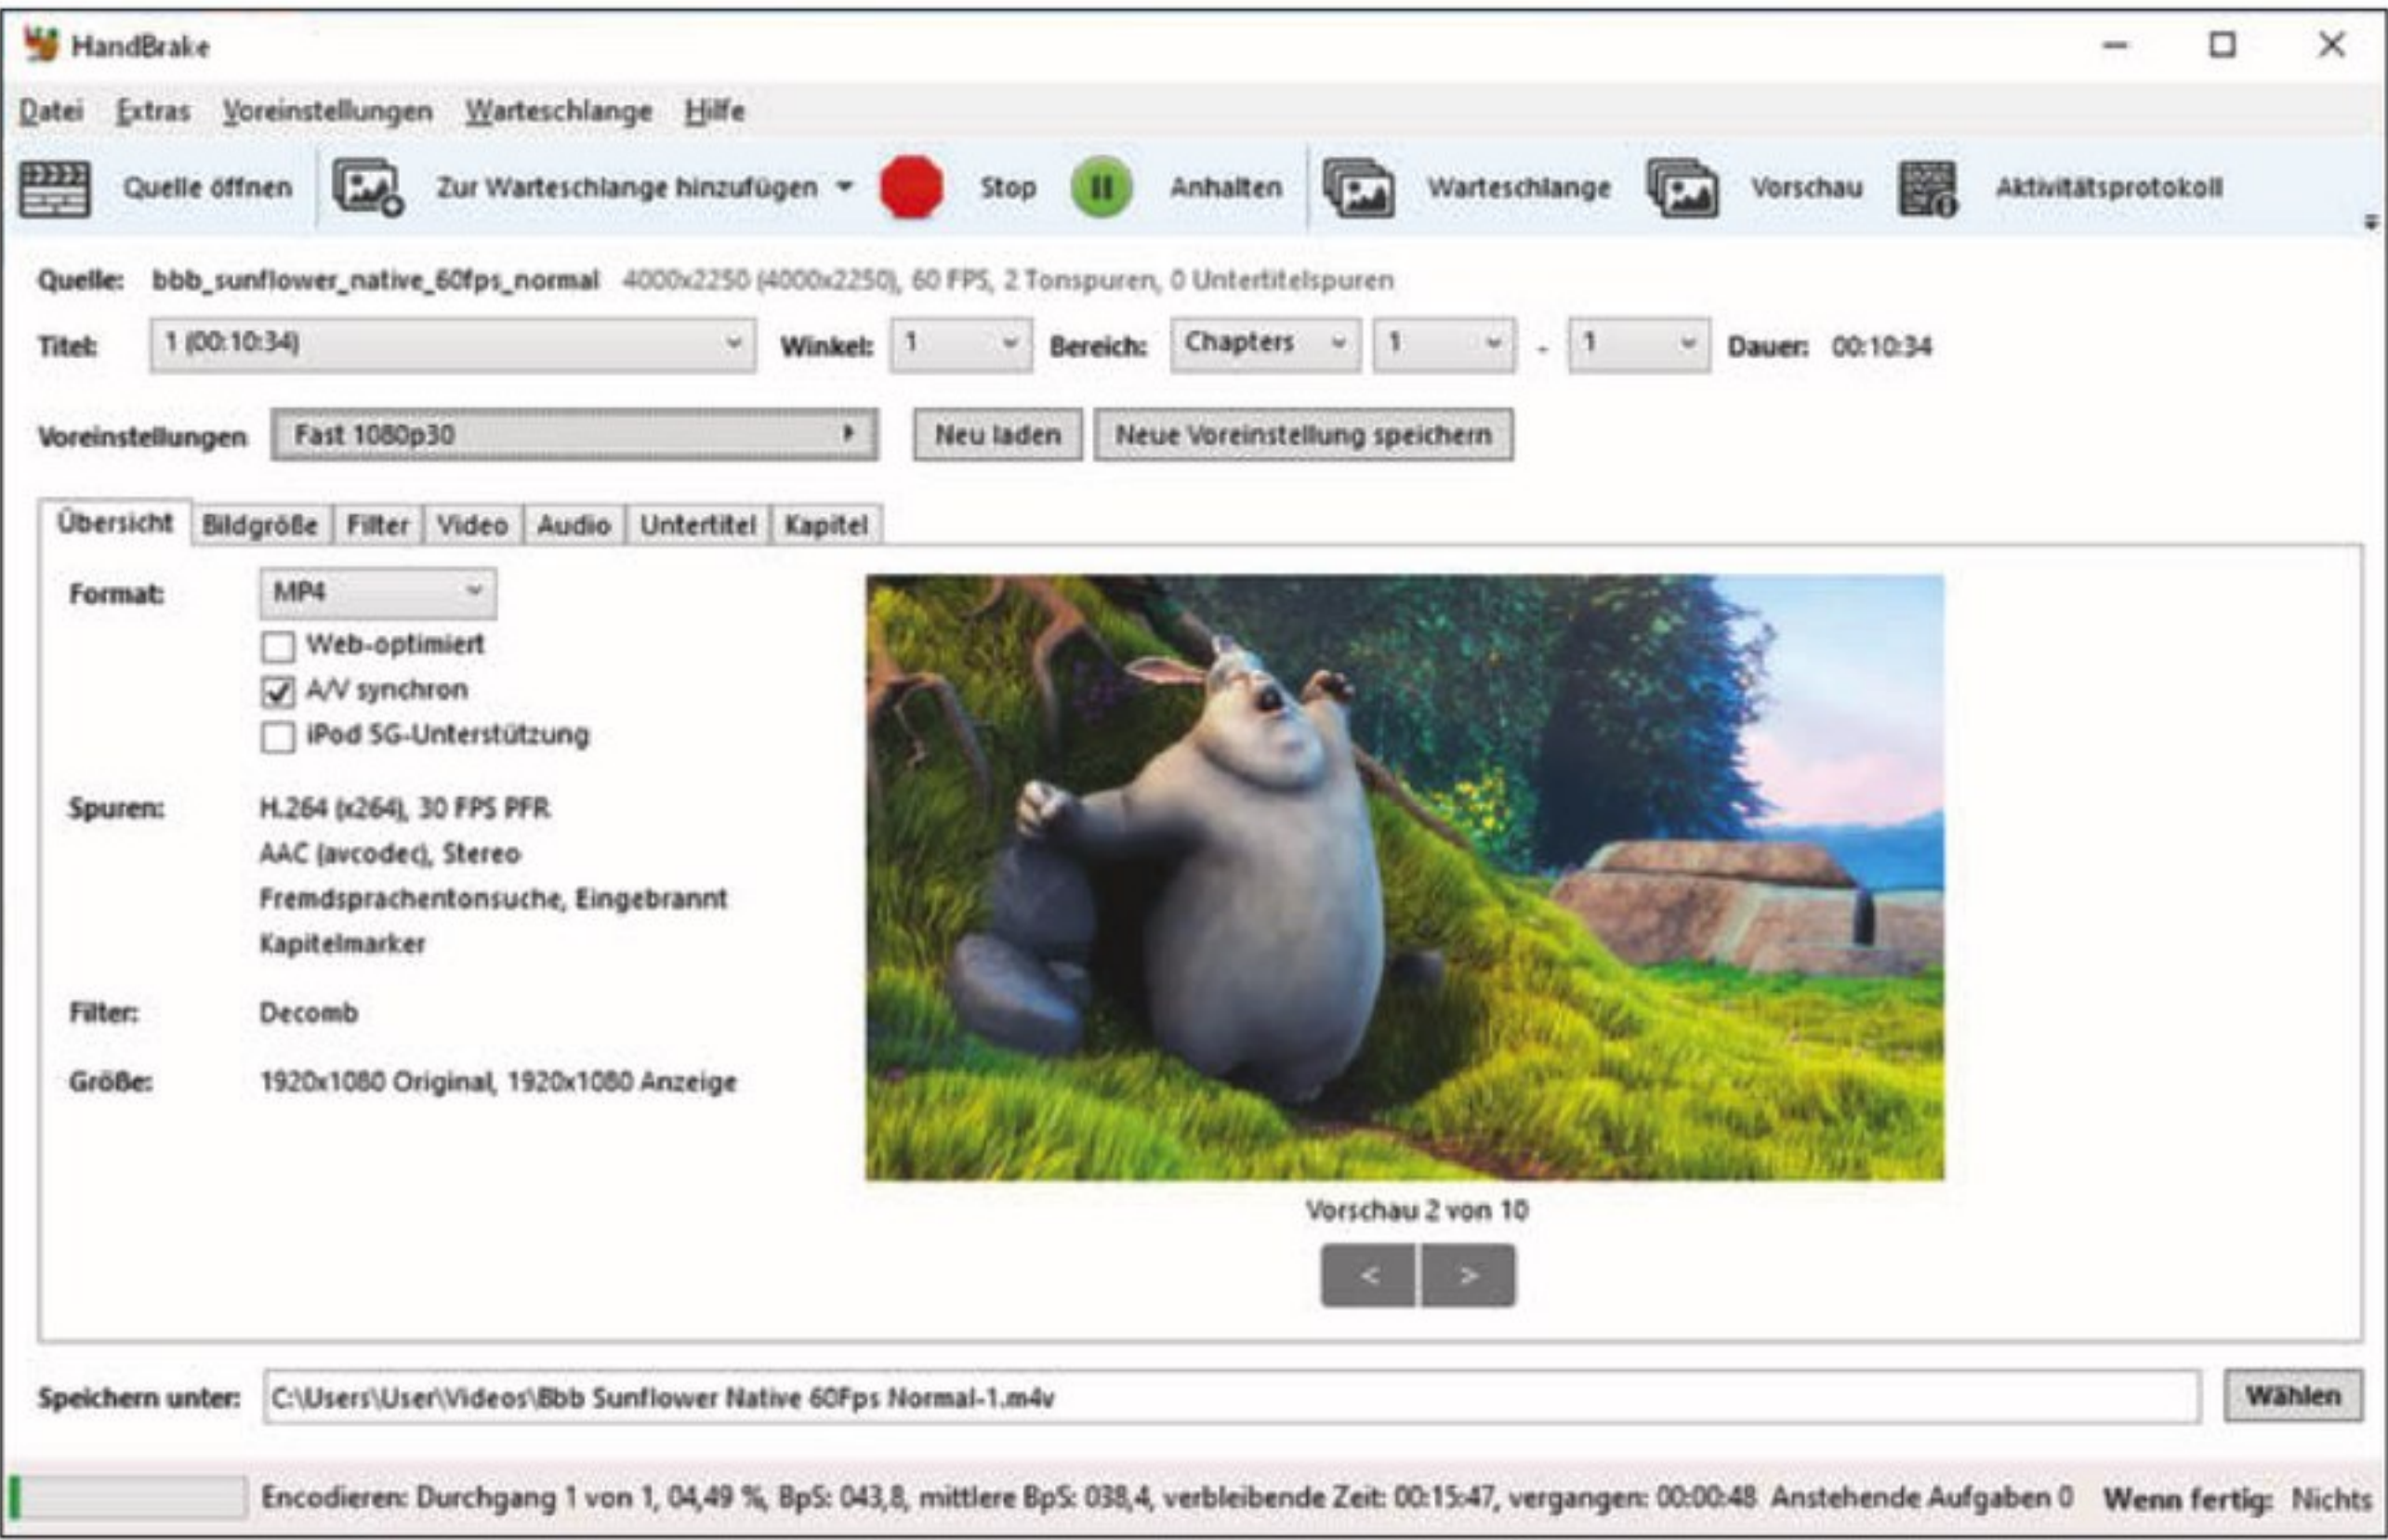 HandBrake
Datei Extras Voreinstellungen Warteschlange Hilfe
Quelle öffnen Zur Warteschlange hinzufügen Stop Anhalten Warteschlange Vorschau Aktivitätsprotokoll
Quelle: bbb_sunflower_native_60fps_normal 4000x2250 (4000x2250), 60 FPS, 2 Tonspuren, 0 Untertitelspuren
Titel: 1 (00:10:34) Winkel: 1 Bereich: Chapters 1 - 1 Dauer: 00:10:34
Voreinstellungen Fast 1080p30 Neu laden Neue Voreinstellung speichern
Übersicht Bildgröße Filter Video Audio Untertitel Kapitel
Format: MP4
Web-optimiert
A/V synchron
iPod 5G-Unterstützung
Spuren: H.264 (x264), 30 FPS PFR
AAC (avcodec), Stereo
Fremdsprachentonsuche, Eingebrannt
Kapitelmarker
Filter: Decomb
Größe: 1920x1080 Original, 1920x1080 Anzeige
Vorschau 2 von 10
< >
Speichern unter: C:\Users\User\Videos\Bbb Sunflower Native 60Fps Normal-1.m4v Wählen
Encodieren: Durchgang 1 von 1, 04,49 %, BpS: 043,8, mittlere BpS: 038,4, verbleibende Zeit: 00:15:47, vergangen: 00:00:48 Anstehende Aufgaben 0 Wenn fertig: Nichts